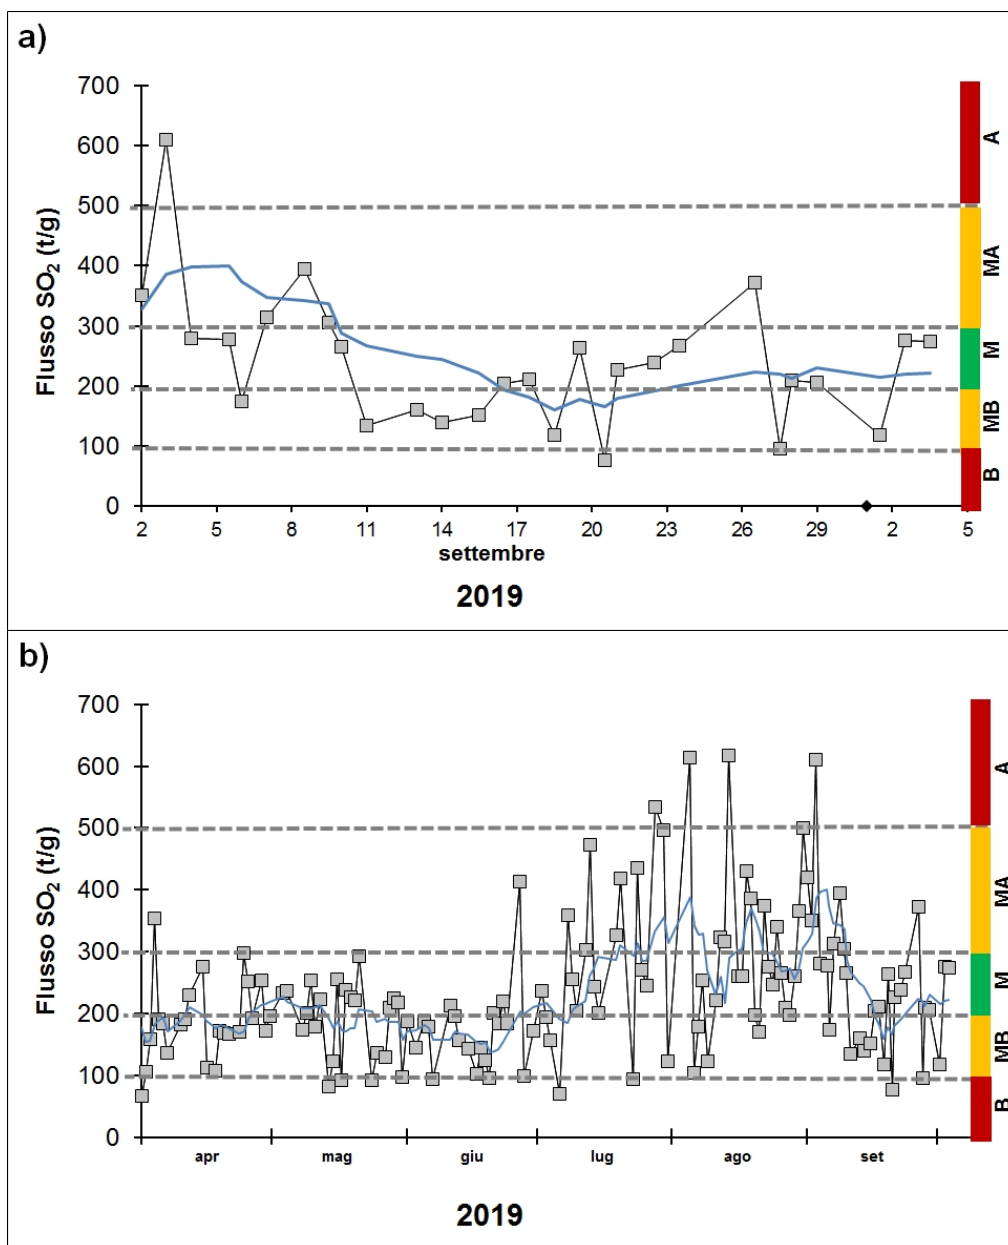 a)
700
600
500
400
300
200
100
0
Flusso SO₂ (t/g)
A
MA
M
MB
B
2 5 8 11 14 17 20 23 26 29 2 5
settembre
2019
b)
700
600
500
400
300
200
100
0
Flusso SO₂ (t/g)
A
MA
M
MB
B
apr mag giu lug ago set
2019